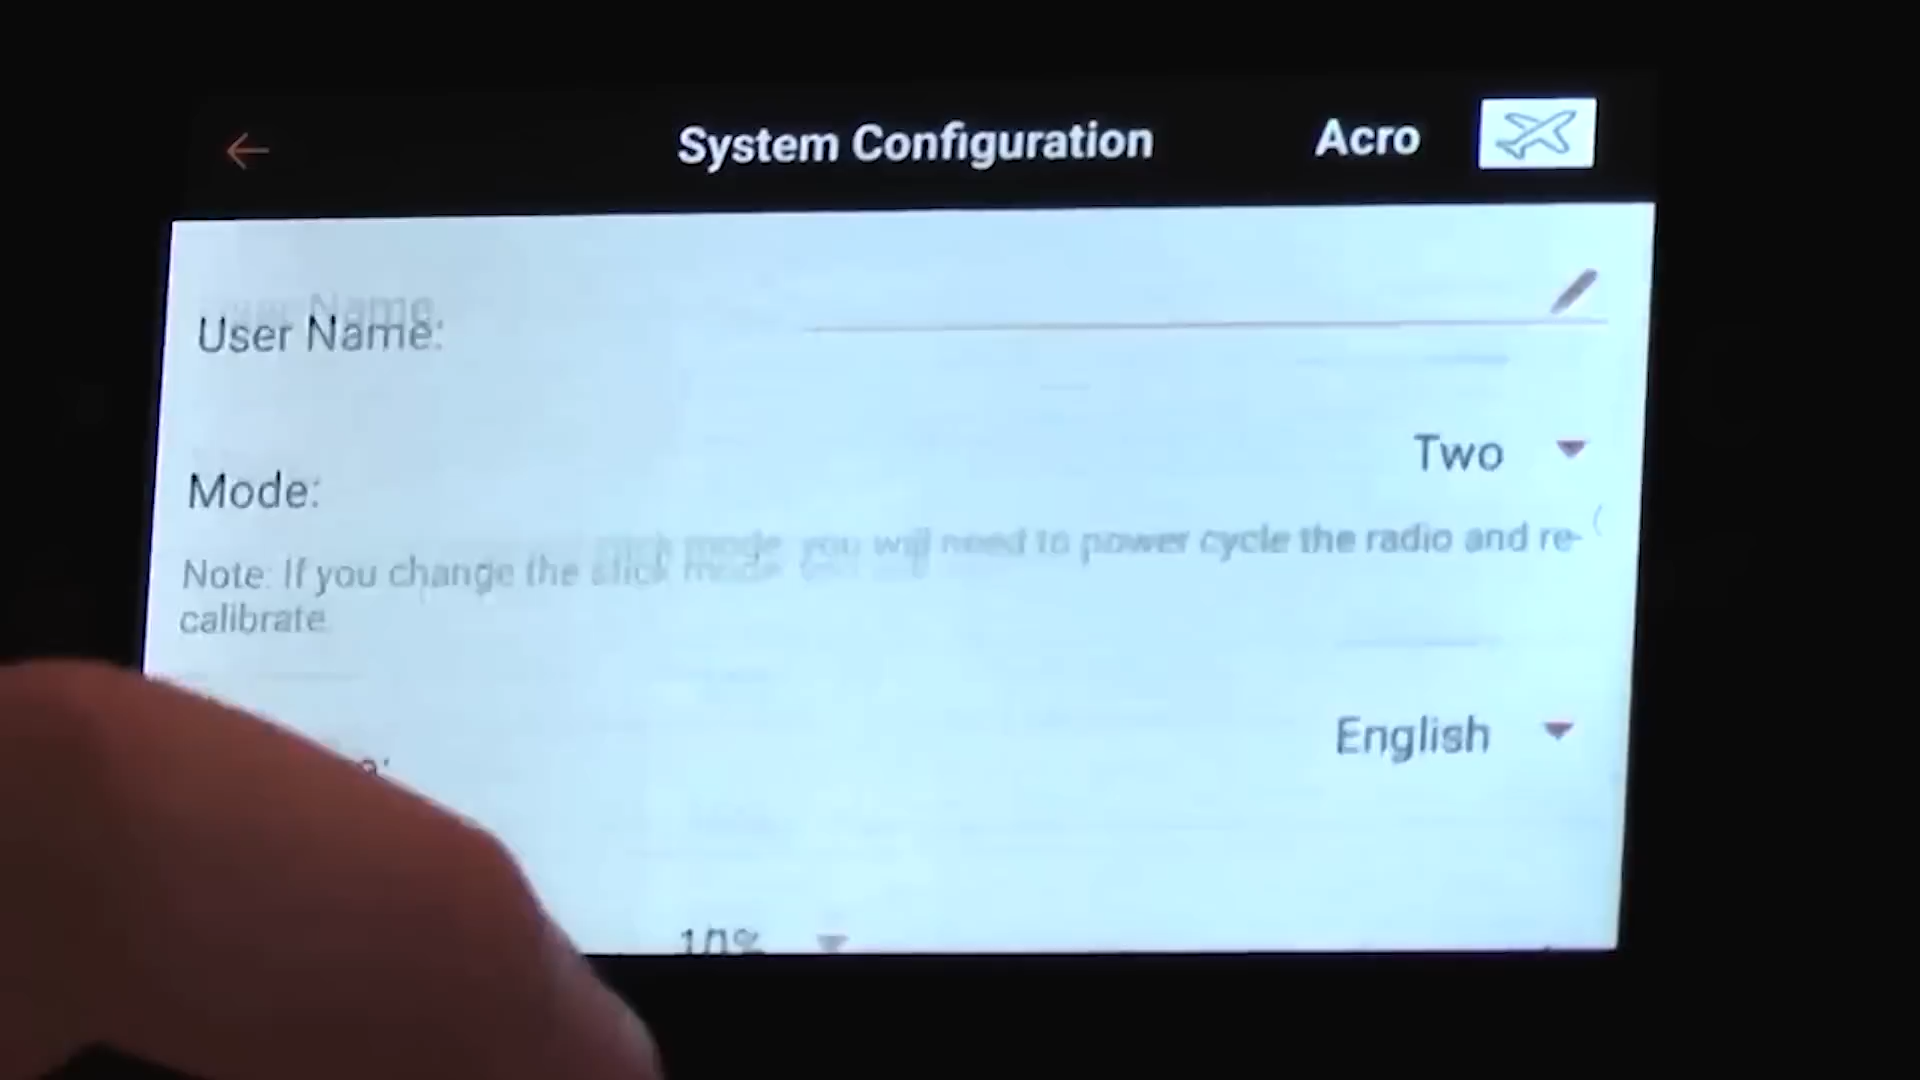 System Configuration
Acro
User Name:
Two
Mode:
Note: If you change the stick mode you will need to power cycle the radio and re-
calibrate.
English
10%